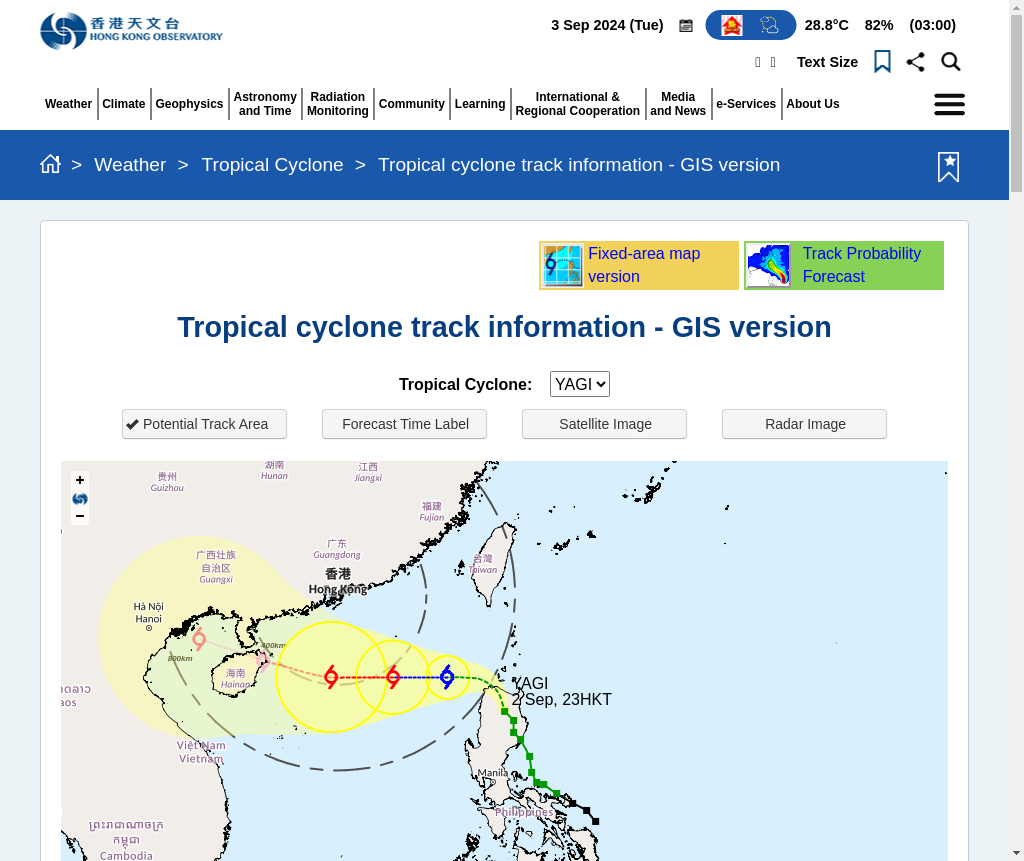 香港天文台
HONG KONG OBSERVATORY
3 Sep 2024 (Tue)
28.8°C 82% (03:00)
Text Size
Weather
Climate
Geophysics
Astronomy
and Time
Radiation
Monitoring
Community
Learning
International &
Regional Cooperation
Media
and News
e-Services
About Us
> Weather > Tropical Cyclone > Tropical cyclone track information - GIS version
Fixed-area map
version
Track Probability
Forecast
Tropical cyclone track information - GIS version
Tropical Cyclone: YAGI
Potential Track Area
Forecast Time Label
Satellite Image
Radar Image
+
−
贵州
Guizhou
湖南
Hunan
江西
Jiangxi
福建
Fujian
广东
Guangdong
广西壮族
自治区
Guangxi
香港
Hong Kong
台灣
Taiwan
Hà Nội
Hanoi
400km
800km
海南
Hainan
YAGI
2 Sep, 23HKT
Việt Nam
Vietnam
Manila
Philippines
ព្រះរាជាណាចក្រ
កម្ពុជា
Cambodia